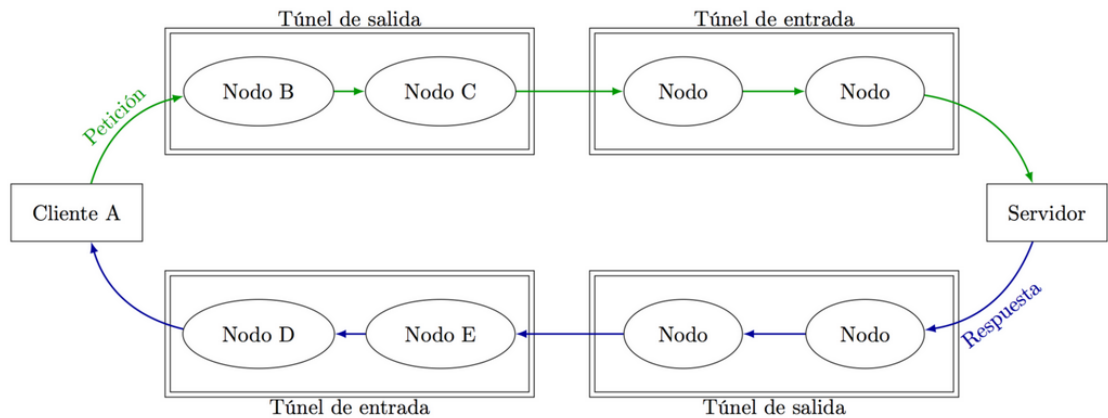 Túnel de salida
Túnel de entrada
Nodo B
Nodo C
Nodo
Nodo
Petición
Cliente A
Servidor
Respuesta
Nodo D
Nodo E
Nodo
Nodo
Túnel de entrada
Túnel de salida